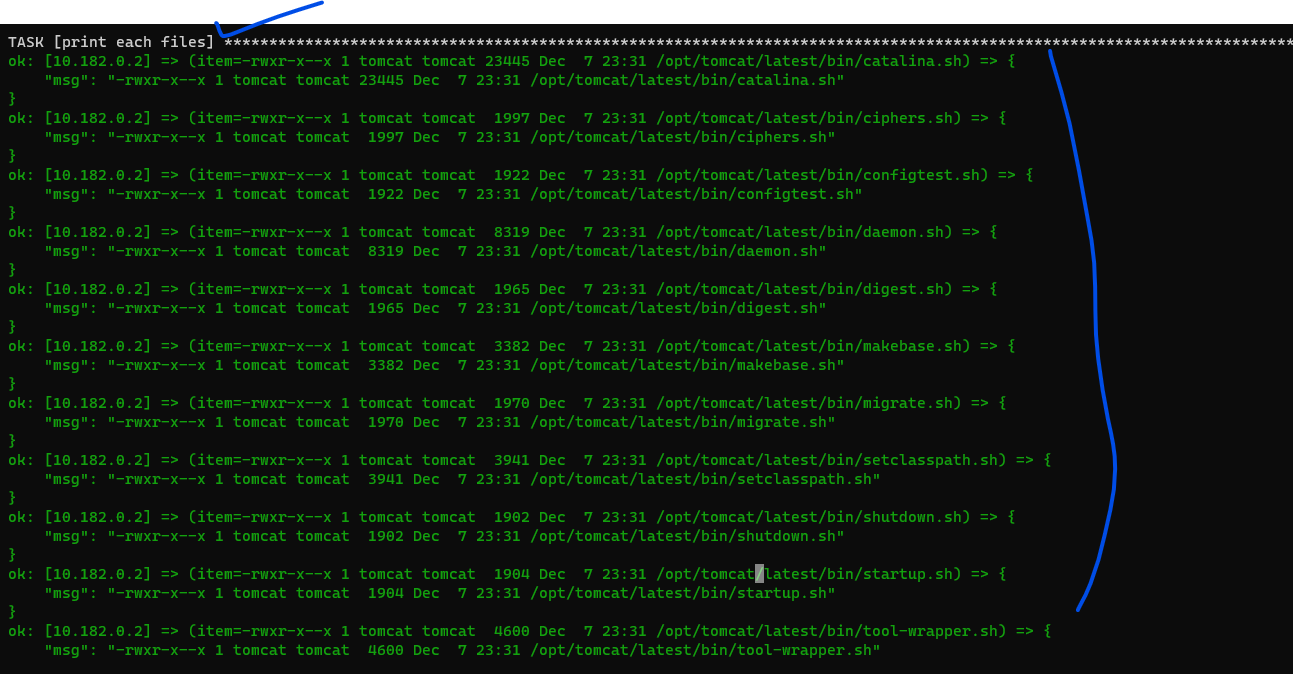 TASK [print each files] ****************************************************************************************************************************
ok: [10.182.0.2] => (item=-rwxr-x--x 1 tomcat tomcat 23445 Dec  7 23:31 /opt/tomcat/latest/bin/catalina.sh) => {
    "msg": "-rwxr-x--x 1 tomcat tomcat 23445 Dec  7 23:31 /opt/tomcat/latest/bin/catalina.sh"
}
ok: [10.182.0.2] => (item=-rwxr-x--x 1 tomcat tomcat  1997 Dec  7 23:31 /opt/tomcat/latest/bin/ciphers.sh) => {
    "msg": "-rwxr-x--x 1 tomcat tomcat  1997 Dec  7 23:31 /opt/tomcat/latest/bin/ciphers.sh"
}
ok: [10.182.0.2] => (item=-rwxr-x--x 1 tomcat tomcat  1922 Dec  7 23:31 /opt/tomcat/latest/bin/configtest.sh) => {
    "msg": "-rwxr-x--x 1 tomcat tomcat  1922 Dec  7 23:31 /opt/tomcat/latest/bin/configtest.sh"
}
ok: [10.182.0.2] => (item=-rwxr-x--x 1 tomcat tomcat  8319 Dec  7 23:31 /opt/tomcat/latest/bin/daemon.sh) => {
    "msg": "-rwxr-x--x 1 tomcat tomcat  8319 Dec  7 23:31 /opt/tomcat/latest/bin/daemon.sh"
}
ok: [10.182.0.2] => (item=-rwxr-x--x 1 tomcat tomcat  1965 Dec  7 23:31 /opt/tomcat/latest/bin/digest.sh) => {
    "msg": "-rwxr-x--x 1 tomcat tomcat  1965 Dec  7 23:31 /opt/tomcat/latest/bin/digest.sh"
}
ok: [10.182.0.2] => (item=-rwxr-x--x 1 tomcat tomcat  3382 Dec  7 23:31 /opt/tomcat/latest/bin/makebase.sh) => {
    "msg": "-rwxr-x--x 1 tomcat tomcat  3382 Dec  7 23:31 /opt/tomcat/latest/bin/makebase.sh"
}
ok: [10.182.0.2] => (item=-rwxr-x--x 1 tomcat tomcat  1970 Dec  7 23:31 /opt/tomcat/latest/bin/migrate.sh) => {
    "msg": "-rwxr-x--x 1 tomcat tomcat  1970 Dec  7 23:31 /opt/tomcat/latest/bin/migrate.sh"
}
ok: [10.182.0.2] => (item=-rwxr-x--x 1 tomcat tomcat  3941 Dec  7 23:31 /opt/tomcat/latest/bin/setclasspath.sh) => {
    "msg": "-rwxr-x--x 1 tomcat tomcat  3941 Dec  7 23:31 /opt/tomcat/latest/bin/setclasspath.sh"
}
ok: [10.182.0.2] => (item=-rwxr-x--x 1 tomcat tomcat  1902 Dec  7 23:31 /opt/tomcat/latest/bin/shutdown.sh) => {
    "msg": "-rwxr-x--x 1 tomcat tomcat  1902 Dec  7 23:31 /opt/tomcat/latest/bin/shutdown.sh"
}
ok: [10.182.0.2] => (item=-rwxr-x--x 1 tomcat tomcat  1904 Dec  7 23:31 /opt/tomcat/latest/bin/startup.sh) => {
    "msg": "-rwxr-x--x 1 tomcat tomcat  1904 Dec  7 23:31 /opt/tomcat/latest/bin/startup.sh"
}
ok: [10.182.0.2] => (item=-rwxr-x--x 1 tomcat tomcat  4600 Dec  7 23:31 /opt/tomcat/latest/bin/tool-wrapper.sh) => {
    "msg": "-rwxr-x--x 1 tomcat tomcat  4600 Dec  7 23:31 /opt/tomcat/latest/bin/tool-wrapper.sh"